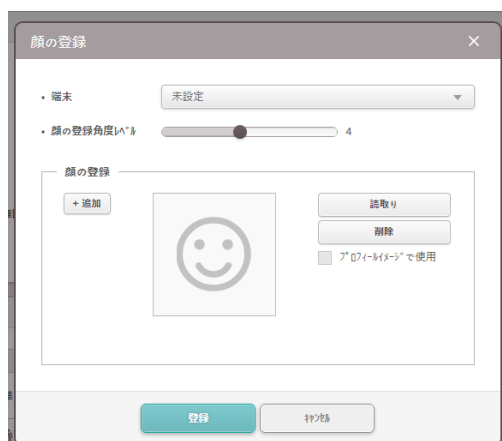 顔の登録
• 端末
未設定
• 顔の登録角度ﾚﾍﾞﾙ
4
顔の登録
+ 追加
読取り
削除
ﾌﾟﾛﾌｨｰﾙｲﾒｰｼﾞで使用
登録
ｷｬﾝｾﾙ